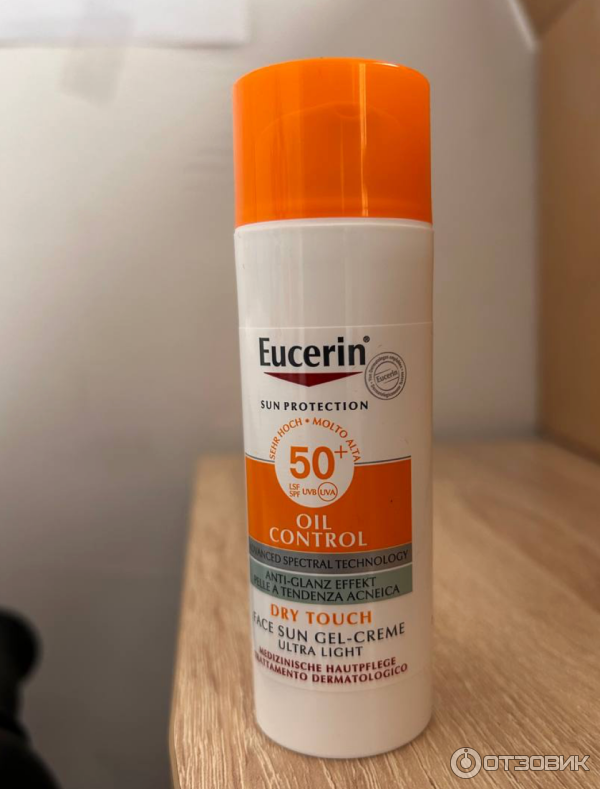 Eucerin®
Eucerin
SUN PROTECTION
SEHR HOCH • MOLTO ALTA
50+
LSF
SPF
UVB UVA
OIL
CONTROL
ADVANCED SPECTRAL TECHNOLOGY
ANTI-GLANZ EFFEKT
PELLE A TENDENZA ACNEICA
DRY TOUCH
FACE SUN GEL-CREME
ULTRA LIGHT
MEDIZINISCHE HAUTPFLEGE
TRATTAMENTO DERMATOLOGICO
ОТЗОВИК